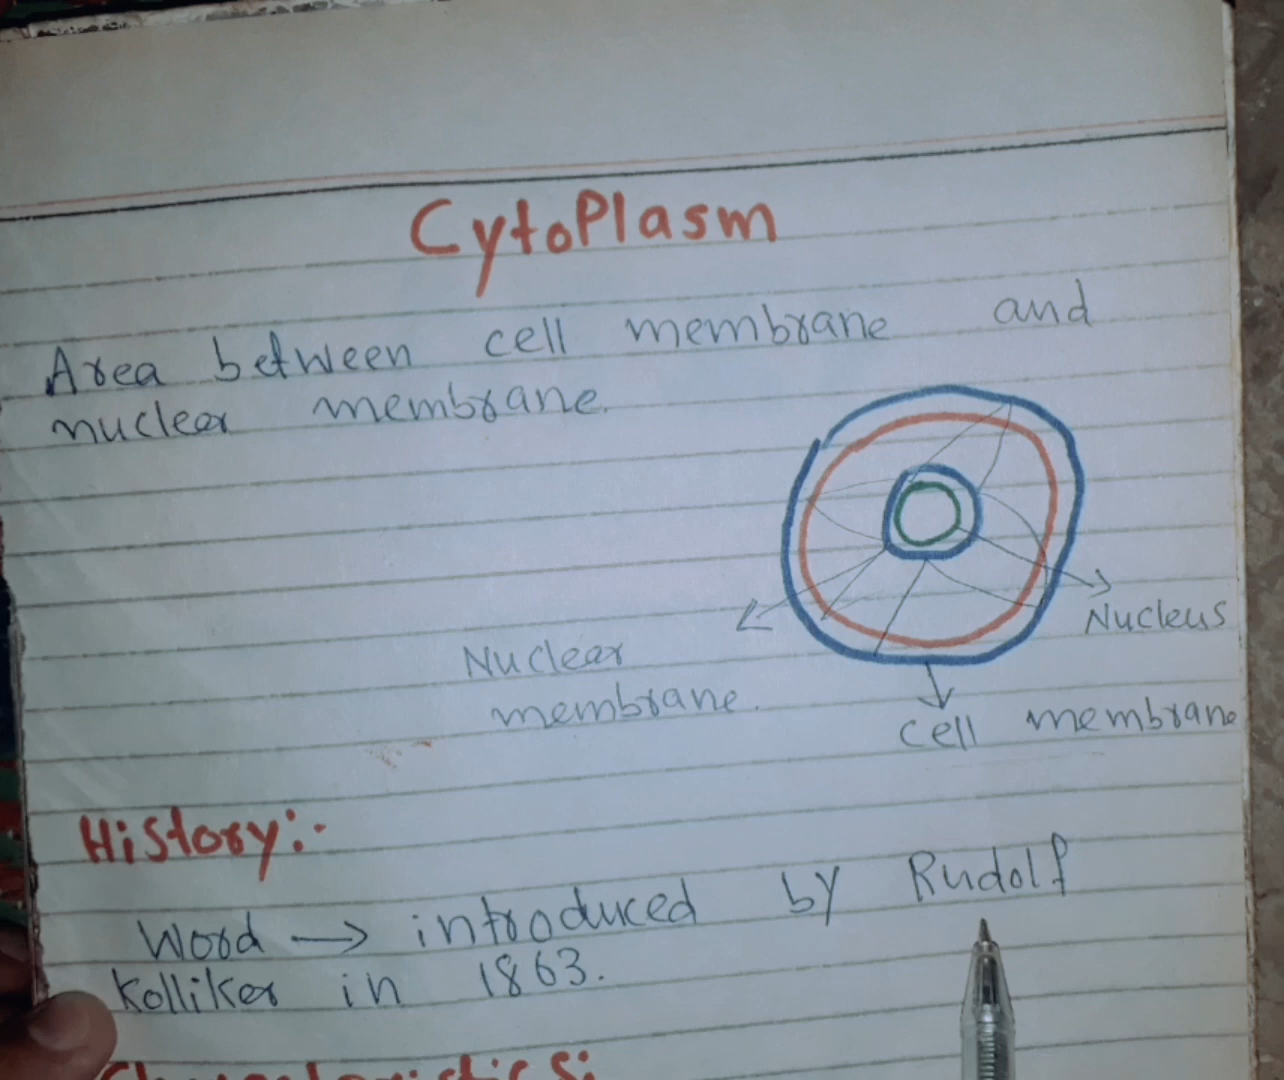 CytoPlasm
Area between cell membrane and
nuclear membrane.
Nucleus
Nuclear
membrane.
cell membrane
History:-
Word → introduced by Rudolf
Kolliker in 1863.
Characteristics: